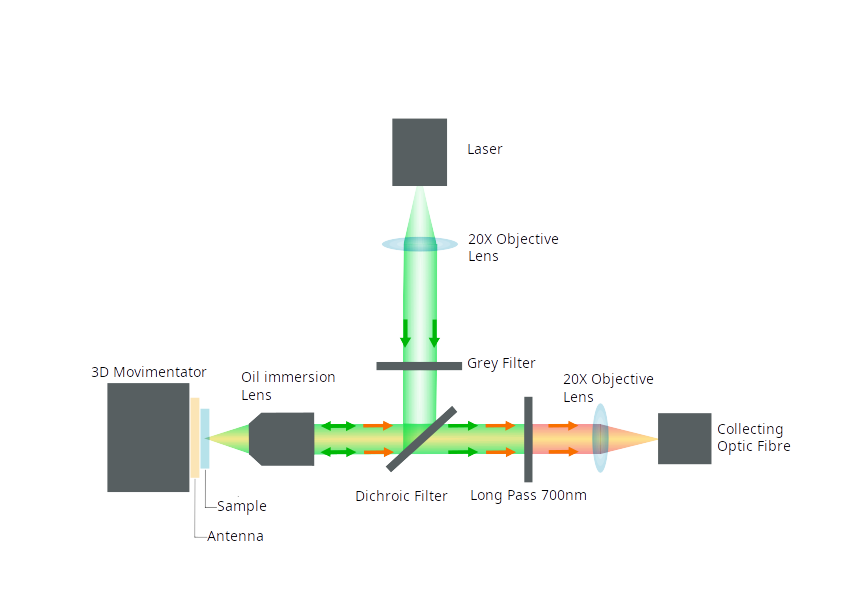 Laser
20X Objective
Lens
Grey Filter
3D Movimentator
Oil immersion
Lens
20X Objective
Lens
Collecting
Optic Fibre
Dichroic Filter
Long Pass 700nm
Sample
Antenna